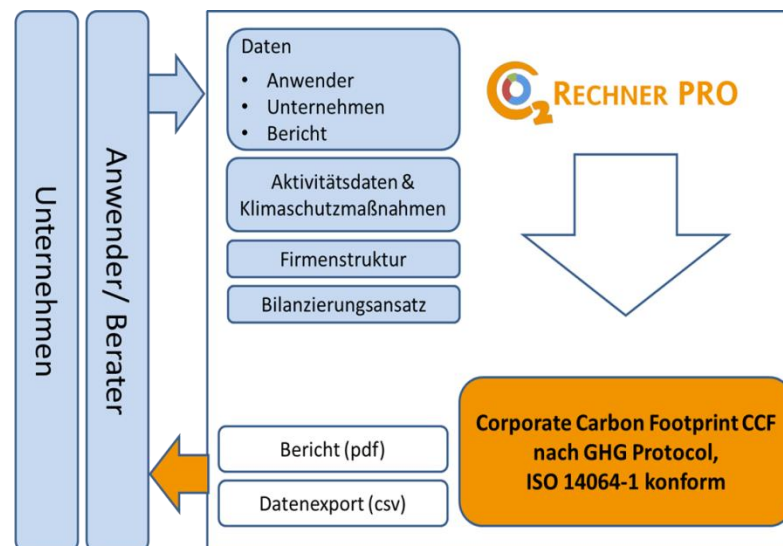 Unternehmen
Anwender/ Berater
Daten
• Anwender
• Unternehmen
• Bericht
Aktivitätsdaten &
Klimaschutzmaßnahmen
Firmenstruktur
Bilanzierungsansatz
CO2 RECHNER PRO
Corporate Carbon Footprint CCF
nach GHG Protocol,
ISO 14064-1 konform
Bericht (pdf)
Datenexport (csv)